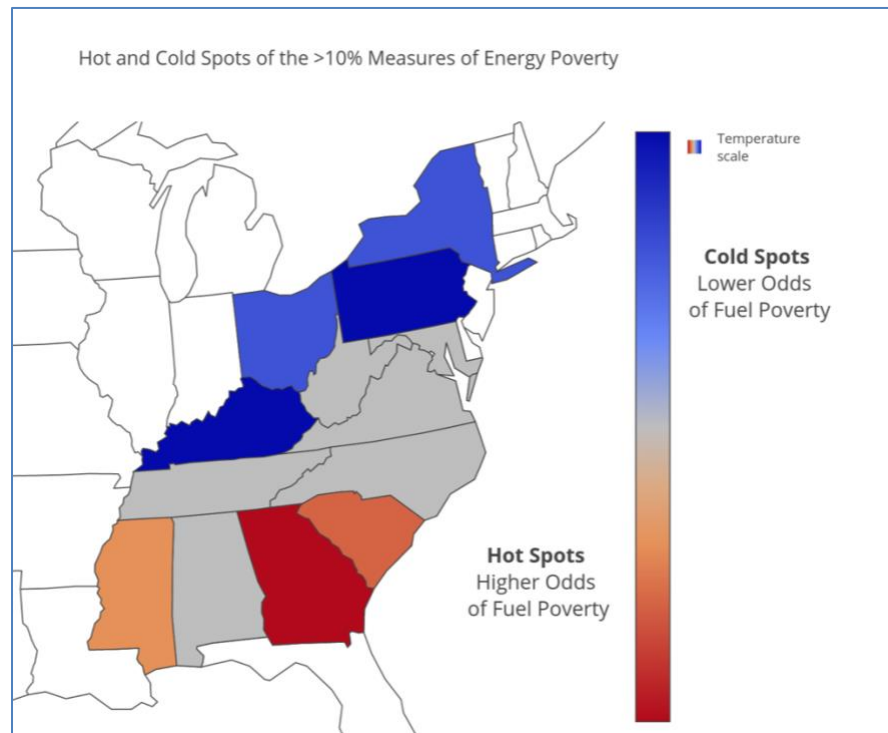 Hot and Cold Spots of the >10% Measures of Energy Poverty
Temperature
scale
Cold Spots
Lower Odds
of Fuel Poverty
Hot Spots
Higher Odds
of Fuel Poverty